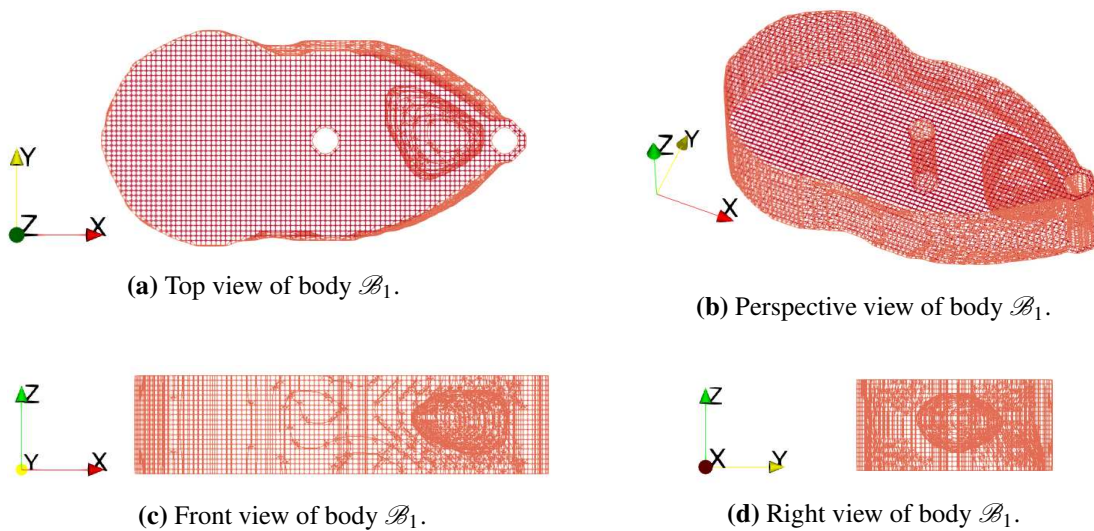 Y
Z
X
(a) Top view of body ℬ₁.
Z
Y
X
(b) Perspective view of body ℬ₁.
Z
Y
X
(c) Front view of body ℬ₁.
Z
X
Y
(d) Right view of body ℬ₁.